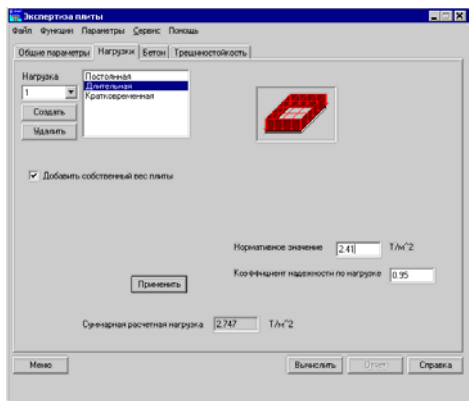 Экспертиза плиты
Файл Функции Параметры Сервис Помощь
Общие параметры Нагрузки Бетон Трещиностойкость
Нагрузка
1
Создать
Удалить
Постоянная
Длительная
Кратковременная
Добавить собственный вес плиты
Нормативное значение 2.41 Т/м^2
Коэффициент надежности по нагрузке 0.95
Применить
Суммарная расчетная нагрузка 2.747 Т/м^2
Меню Вычислить Отчет Справка